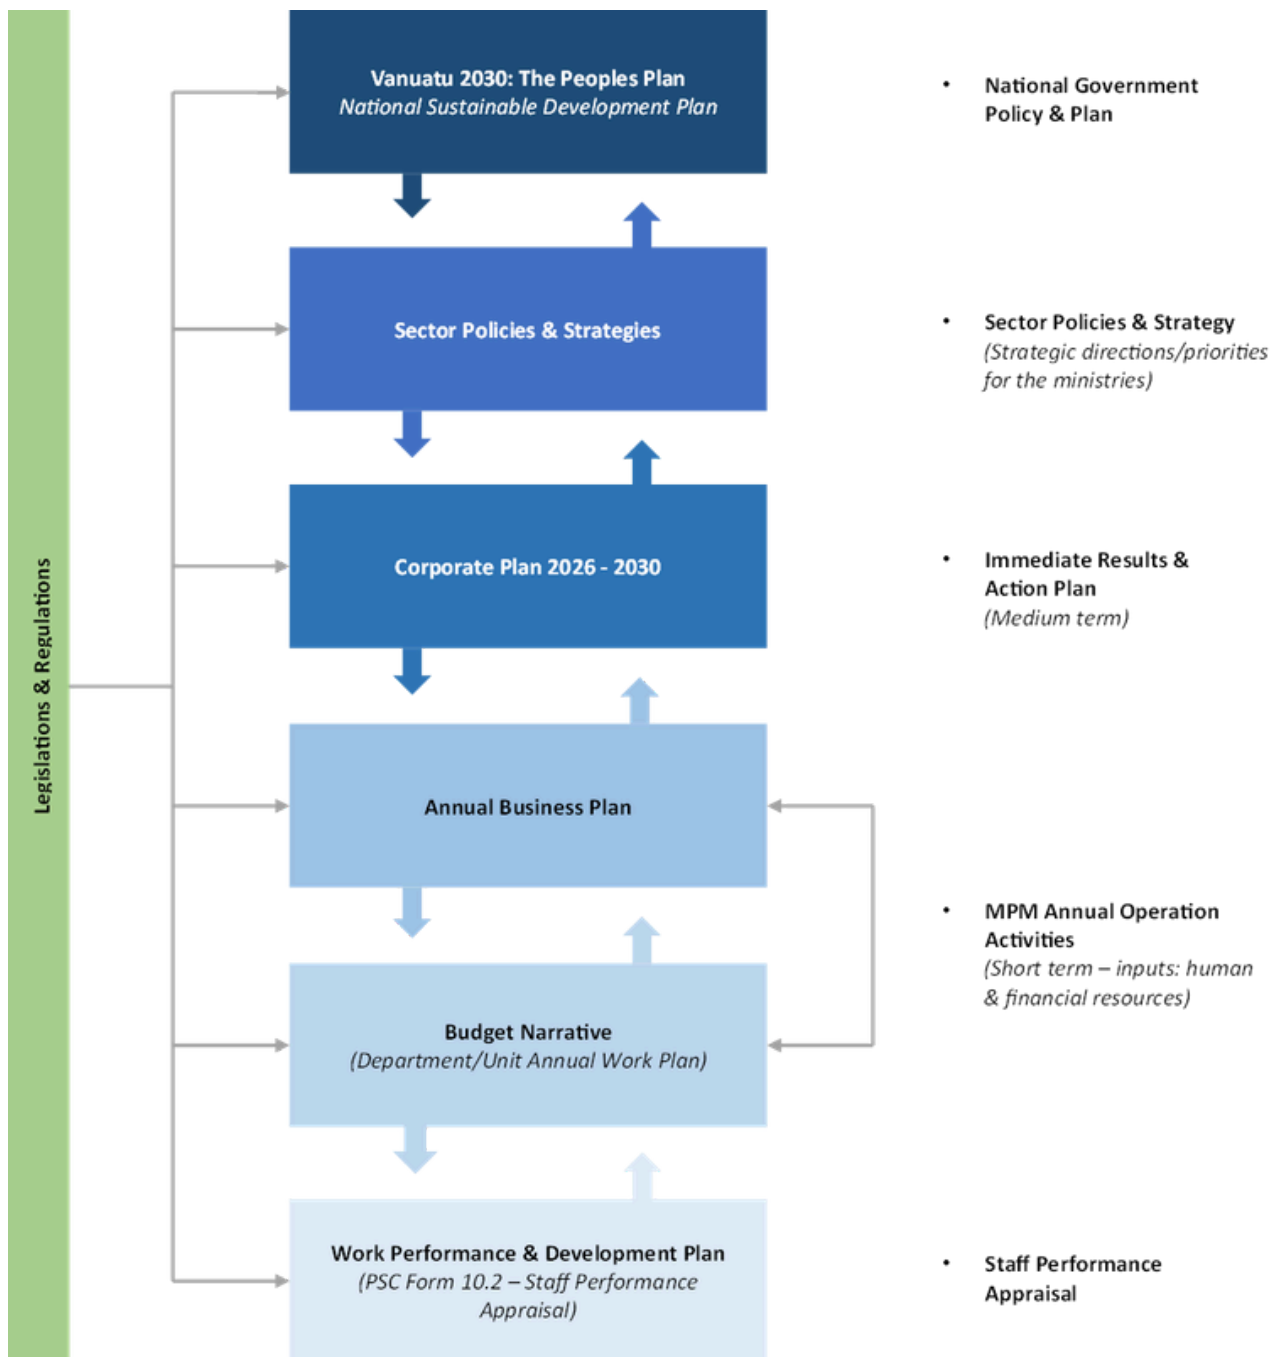 Legislations & Regulations
Vanuatu 2030: The Peoples Plan
National Sustainable Development Plan
• National Government
Policy & Plan
Sector Policies & Strategies
• Sector Policies & Strategy
(Strategic directions/priorities
for the ministries)
Corporate Plan 2026 - 2030
• Immediate Results &
Action Plan
(Medium term)
Annual Business Plan
• MPM Annual Operation
Activities
(Short term – inputs: human
& financial resources)
Budget Narrative
(Department/Unit Annual Work Plan)
Work Performance & Development Plan
(PSC Form 10.2 – Staff Performance
Appraisal)
• Staff Performance
Appraisal